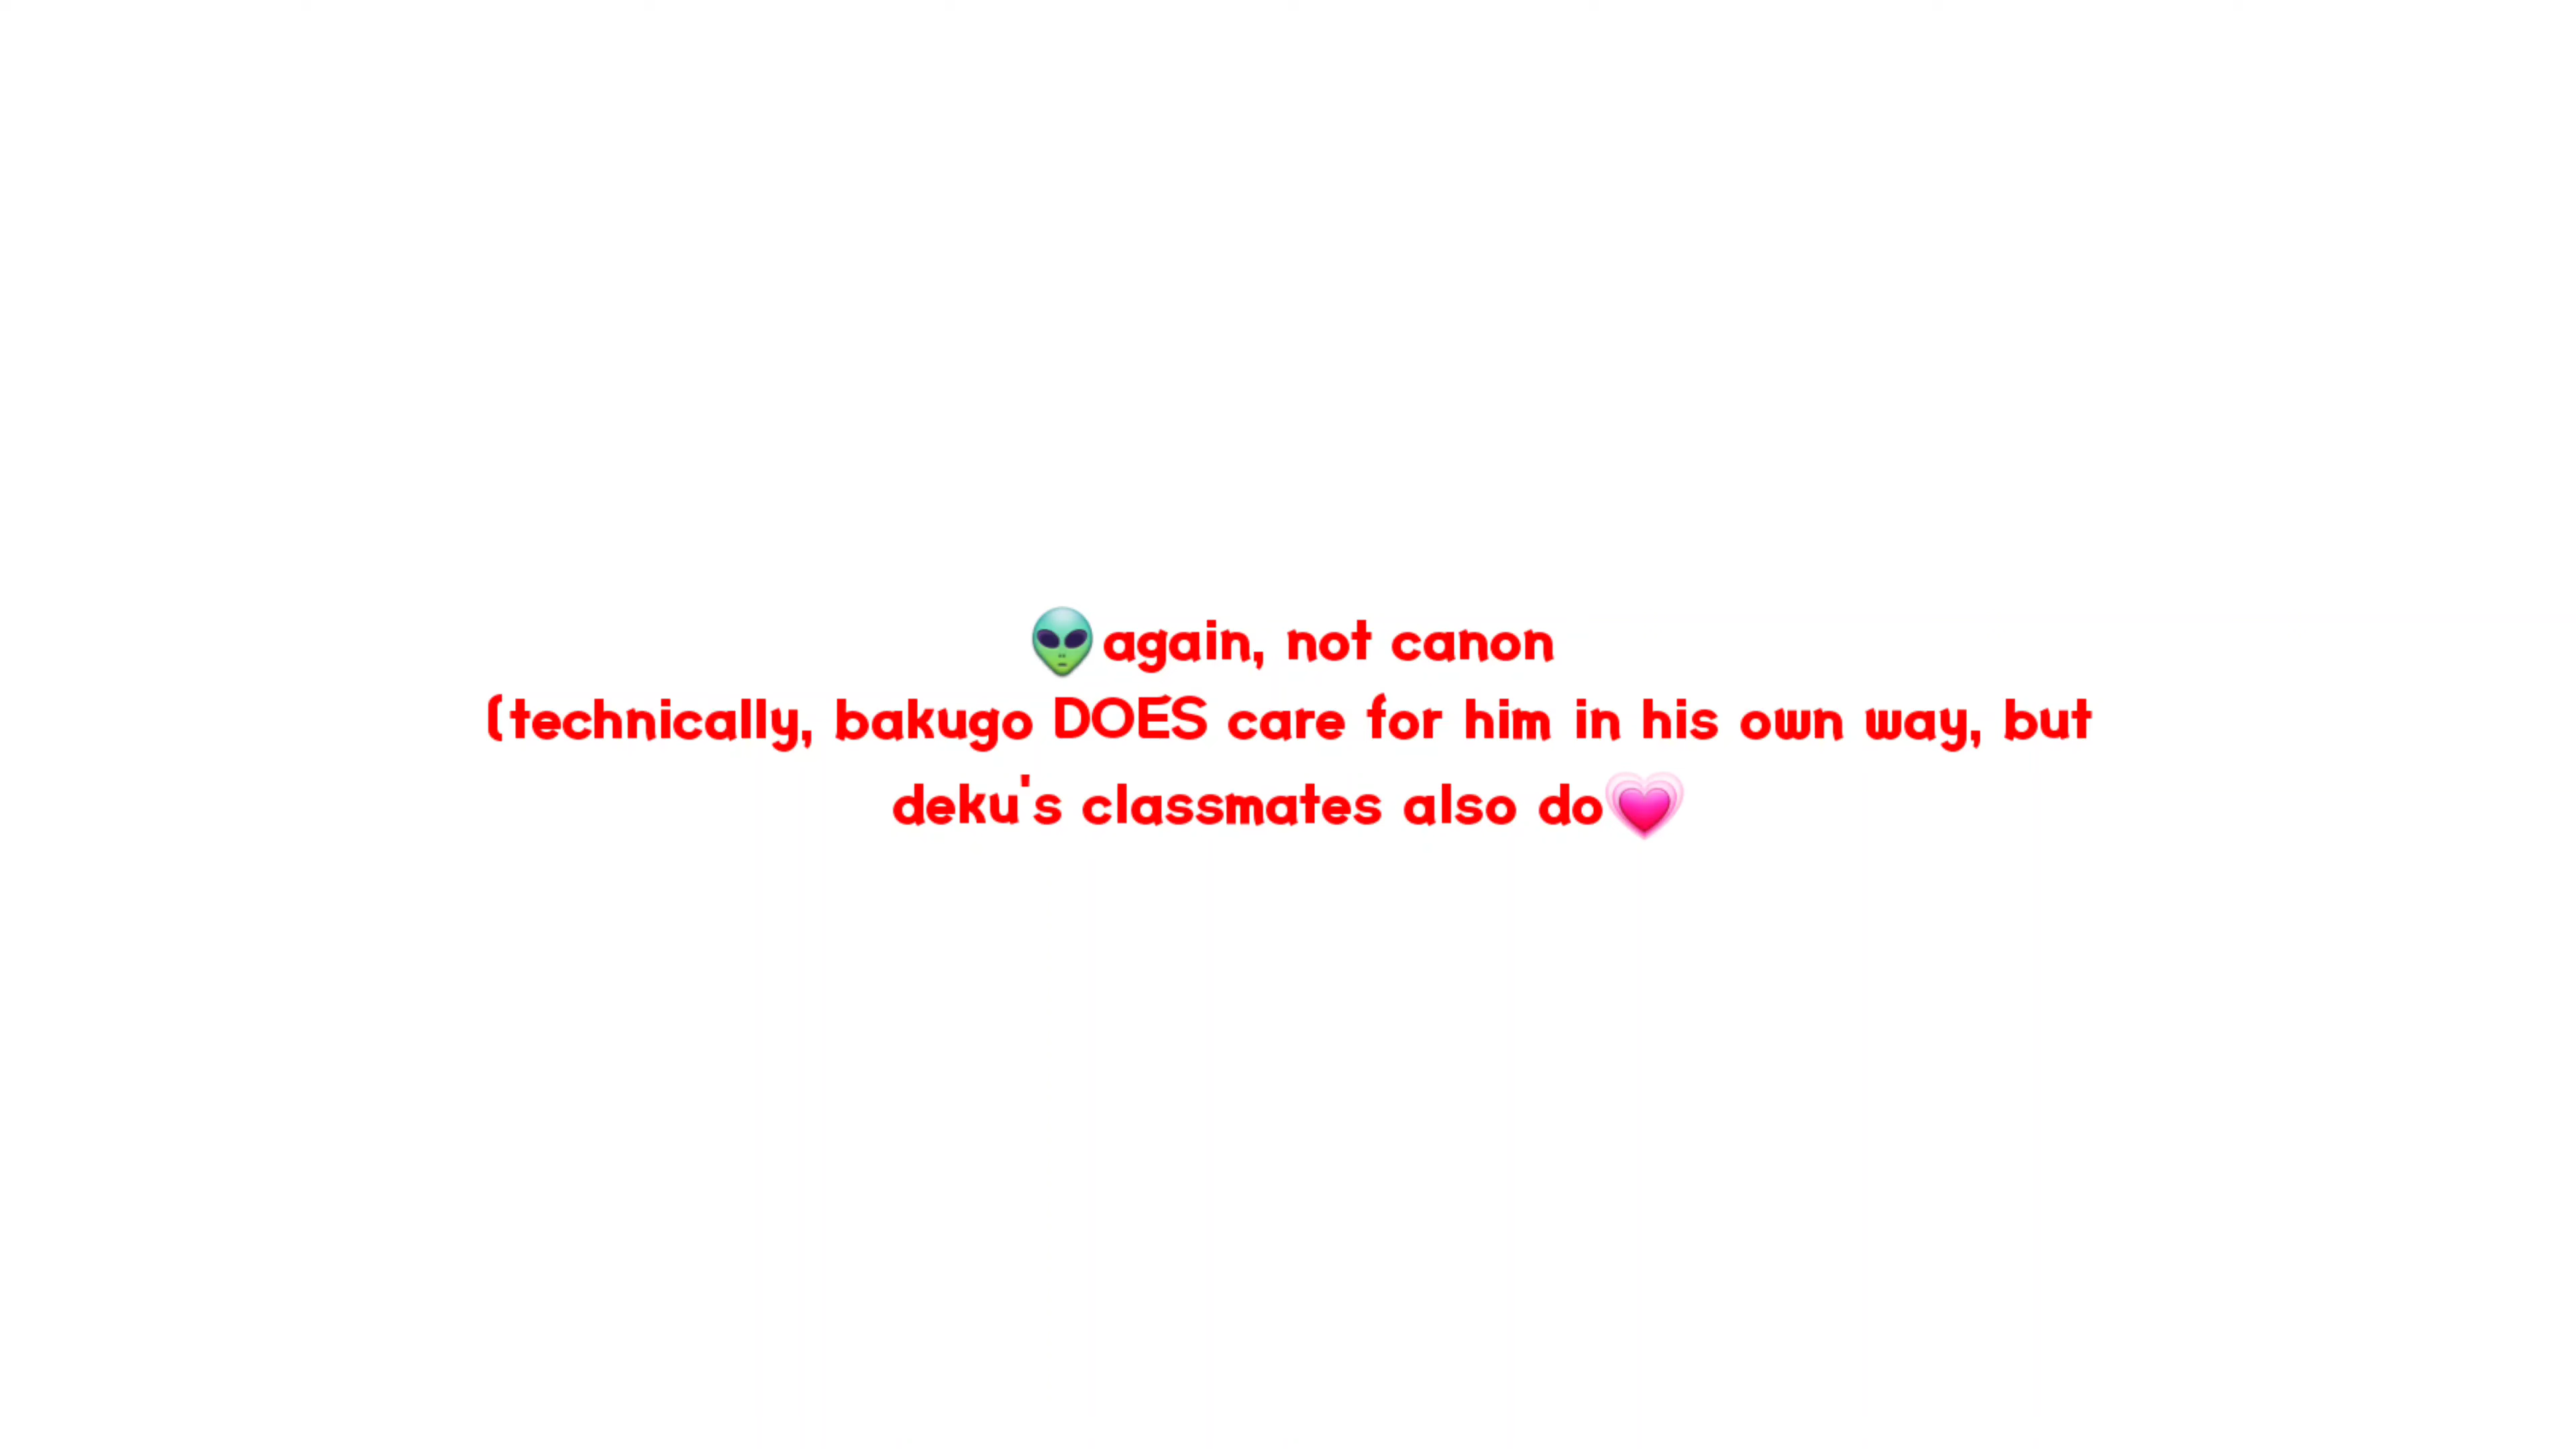 👽again, not canon
(technically, bakugo DOES care for him in his own way, but
deku's classmates also do💗